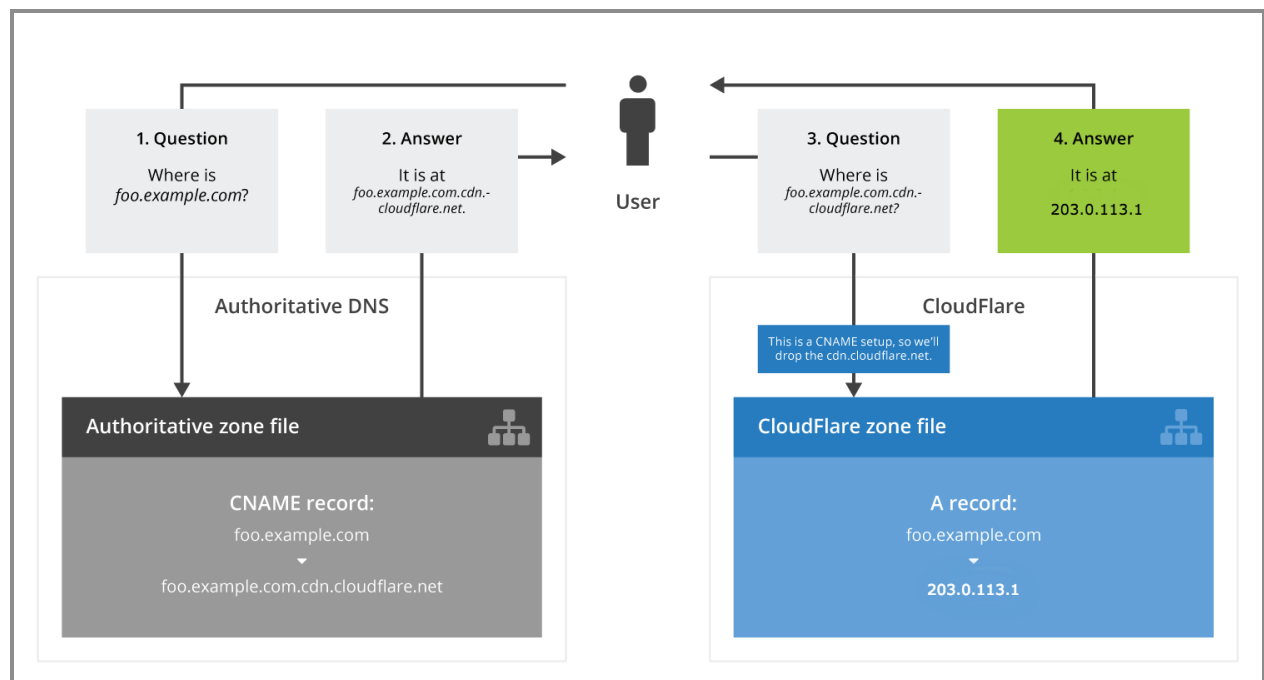 1. Question
Where is
foo.example.com?
2. Answer
It is at
foo.example.com.cdn.-
cloudflare.net.
User
3. Question
Where is
foo.example.com.cdn.-
cloudflare.net?
4. Answer
It is at
203.0.113.1
Authoritative DNS
Authoritative zone file
CNAME record:
foo.example.com
foo.example.com.cdn.cloudflare.net
CloudFlare
This is a CNAME setup, so we'll
drop the cdn.cloudflare.net.
CloudFlare zone file
A record:
foo.example.com
203.0.113.1